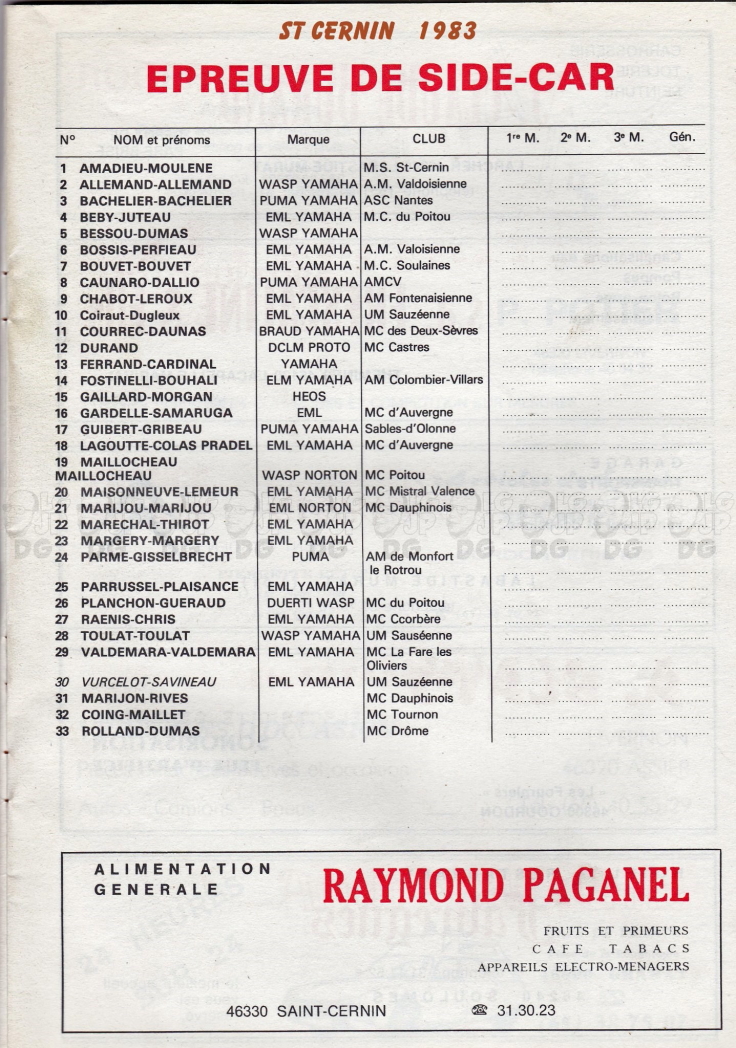 ST CERNIN 1983
EPREUVE DE SIDE-CAR
N° NOM et prénoms Marque CLUB 1re M. 2e M. 3e M. Gén.
1 AMADIEU-MOULENE M.S. St-Cernin
2 ALLEMAND-ALLEMAND WASP YAMAHA A.M. Valdoisienne
3 BACHELIER-BACHELIER PUMA YAMAHA ASC Nantes
4 BEBY-JUTEAU EML YAMAHA M.C. du Poitou
5 BESSOU-DUMAS WASP YAMAHA
6 BOSSIS-PERFIEAU EML YAMAHA A.M. Valoisienne
7 BOUVET-BOUVET EML YAMAHA M.C. Soulaines
8 CAUNARO-DALLIO PUMA YAMAHA AMCV
9 CHABOT-LEROUX EML YAMAHA AM Fontenaisienne
10 Coiraut-Dugleux EML YAMAHA UM Sauzéenne
11 COURREC-DAUNAS BRAUD YAMAHA MC des Deux-Sèvres
12 DURAND DCLM PROTO MC Castres
13 FERRAND-CARDINAL YAMAHA
14 FOSTINELLI-BOUHALI ELM YAMAHA AM Colombier-Villars
15 GAILLARD-MORGAN HEOS
16 GARDELLE-SAMARUGA EML MC d'Auvergne
17 GUIBERT-GRIBEAU PUMA YAMAHA Sables-d'Olonne
18 LAGOUTTE-COLAS PRADEL EML YAMAHA MC d'Auvergne
19 MAILLOCHEAU
MAILLOCHEAU WASP NORTON MC Poitou
20 MAISONNEUVE-LEMEUR EML YAMAHA MC Mistral Valence
21 MARIJOU-MARIJOU EML NORTON MC Dauphinois
22 MARECHAL-THIROT EML YAMAHA
23 MARGERY-MARGERY EML YAMAHA
24 PARME-GISSELBRECHT PUMA AM de Monfort
le Rotrou
25 PARRUSSEL-PLAISANCE EML YAMAHA
26 PLANCHON-GUERAUD DUERTI WASP MC du Poitou
27 RAENIS-CHRIS EML YAMAHA MC Ccorbère
28 TOULAT-TOULAT WASP YAMAHA UM Sauséenne
29 VALDEMARA-VALDEMARA EML YAMAHA MC La Fare les
Oliviers
30 VURCELOT-SAVINEAU EML YAMAHA UM Sauzéenne
31 MARIJON-RIVES MC Dauphinois
32 COING-MAILLET MC Tournon
33 ROLLAND-DUMAS MC Drôme
ALIMENTATION
GENERALE
RAYMOND PAGANEL
FRUITS ET PRIMEURS
CAFE TABACS
APPAREILS ELECTRO-MENAGERS
46330 SAINT-CERNIN ☎ 31.30.23